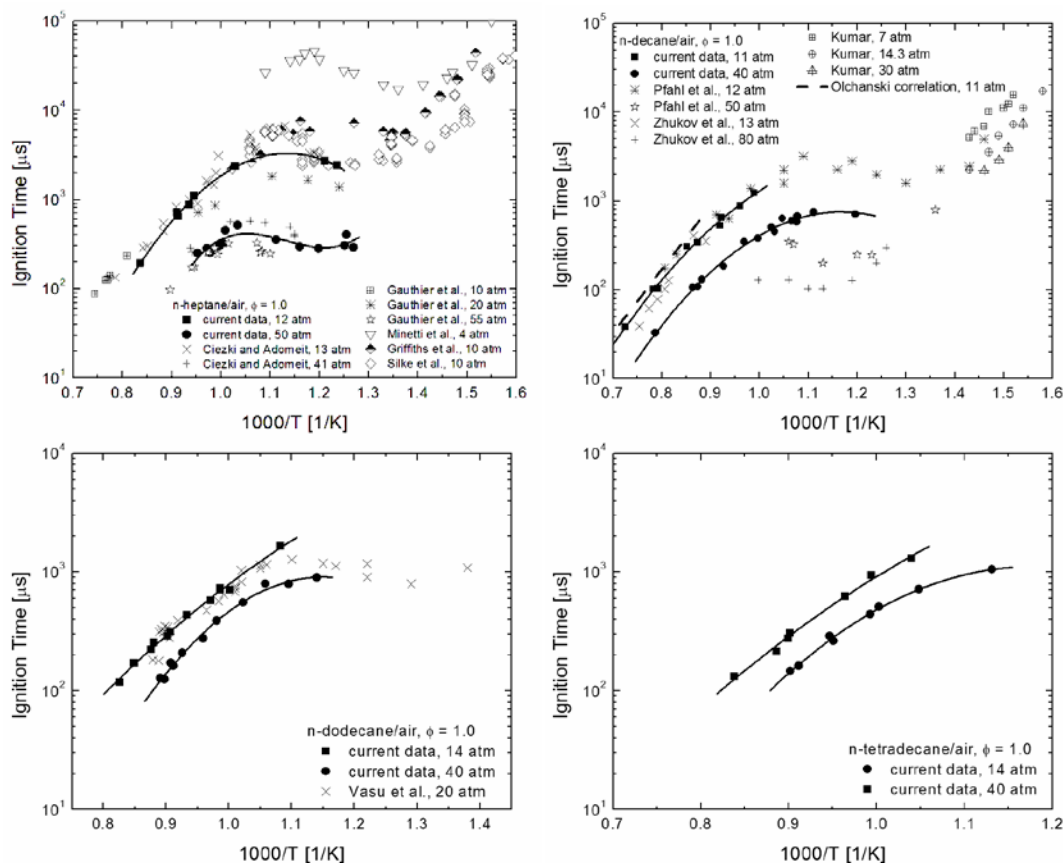 10⁵
10⁴
10³
10²
10¹
Ignition Time [µs]
n-heptane/air, ϕ = 1.0
current data, 12 atm
current data, 50 atm
Ciezki and Adomeit, 13 atm
Ciezki and Adomeit, 41 atm
Gauthier et al., 10 atm
Gauthier et al., 20 atm
Gauthier et al., 55 atm
Minetti et al., 4 atm
Griffiths et al., 10 atm
Silke et al., 10 atm
0.7 0.8 0.9 1.0 1.1 1.2 1.3 1.4 1.5 1.6
1000/T [1/K]
10⁵
10⁴
10³
10²
10¹
Ignition Time [µs]
n-decane/air, ϕ = 1.0
current data, 11 atm
current data, 40 atm
Pfahl et al., 12 atm
Pfahl et al., 50 atm
Zhukov et al., 13 atm
Zhukov et al., 80 atm
Kumar, 7 atm
Kumar, 14.3 atm
Kumar, 30 atm
Olchanski correlation, 11 atm
0.7 0.8 0.9 1.0 1.1 1.2 1.3 1.4 1.5 1.6
1000/T [1/K]
10⁴
10³
10²
10¹
Ignition Time [µs]
n-dodecane/air, ϕ = 1.0
current data, 14 atm
current data, 40 atm
Vasu et al., 20 atm
0.8 0.9 1.0 1.1 1.2 1.3 1.4
1000/T [1/K]
10⁴
10³
10²
10¹
Ignition Time [µs]
n-tetradecane/air, ϕ = 1.0
current data, 14 atm
current data, 40 atm
0.8 0.9 1.0 1.1 1.2
1000/T [1/K]